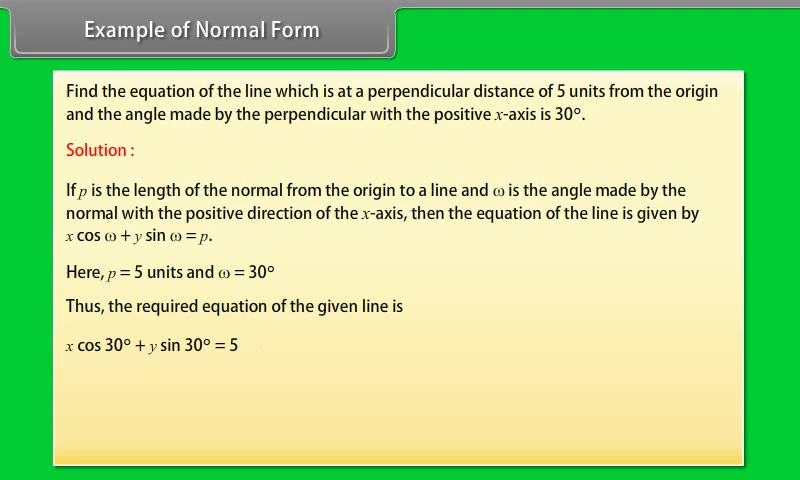 Example of Normal Form
Find the equation of the line which is at a perpendicular distance of 5 units from the origin
and the angle made by the perpendicular with the positive x-axis is 30°.
Solution :
If p is the length of the normal from the origin to a line and ω is the angle made by the
normal with the positive direction of the x-axis, then the equation of the line is given by
x cos ω + y sin ω = p.
Here, p = 5 units and ω = 30°
Thus, the required equation of the given line is
x cos 30° + y sin 30° = 5